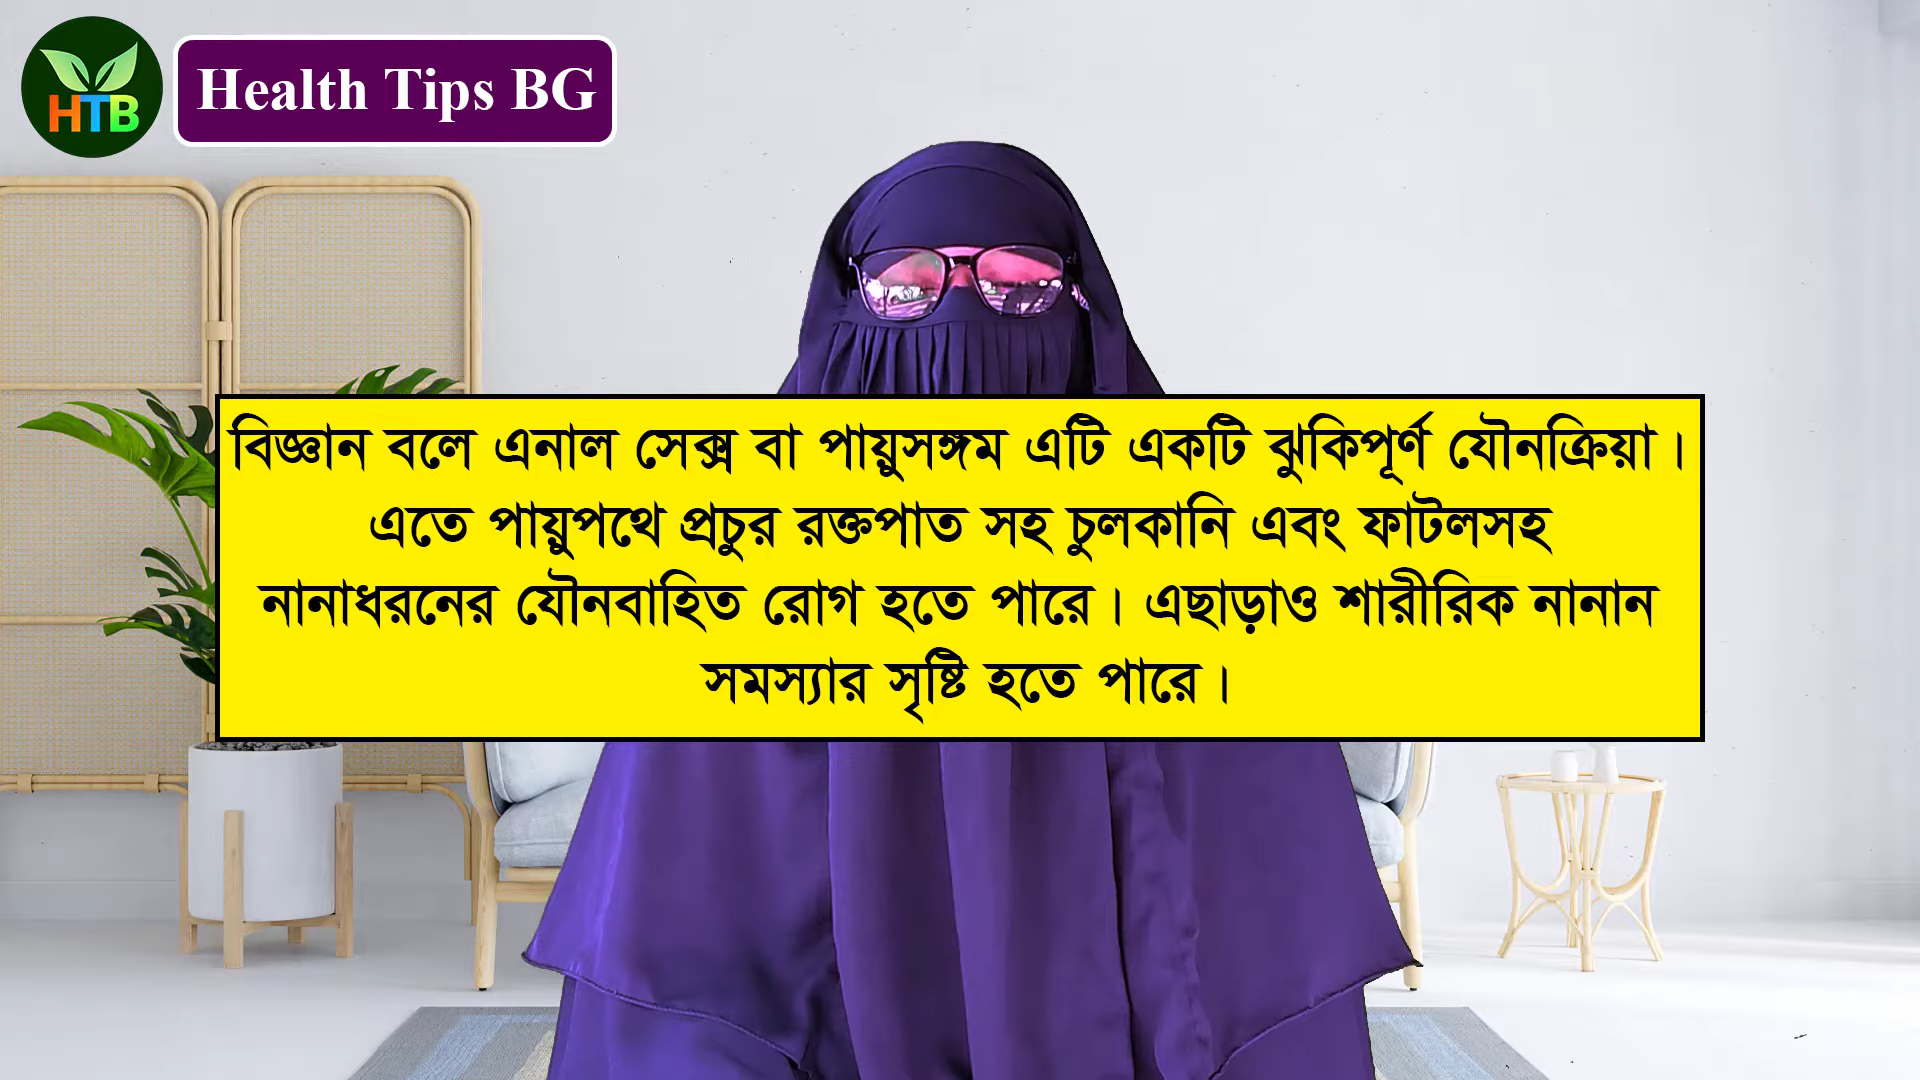 HTB
Health Tips BG
বিজ্ঞান বলে এনাল সেক্স বা পায়ুসঙ্গম এটি একটি ঝুকিপূর্ণ যৌনক্রিয়া।
এতে পায়ুপথে প্রচুর রক্তপাত সহ চুলকানি এবং ফাটলসহ
নানাধরনের যৌনবাহিত রোগ হতে পারে। এছাড়াও শারীরিক নানান
সমস্যার সৃষ্টি হতে পারে।